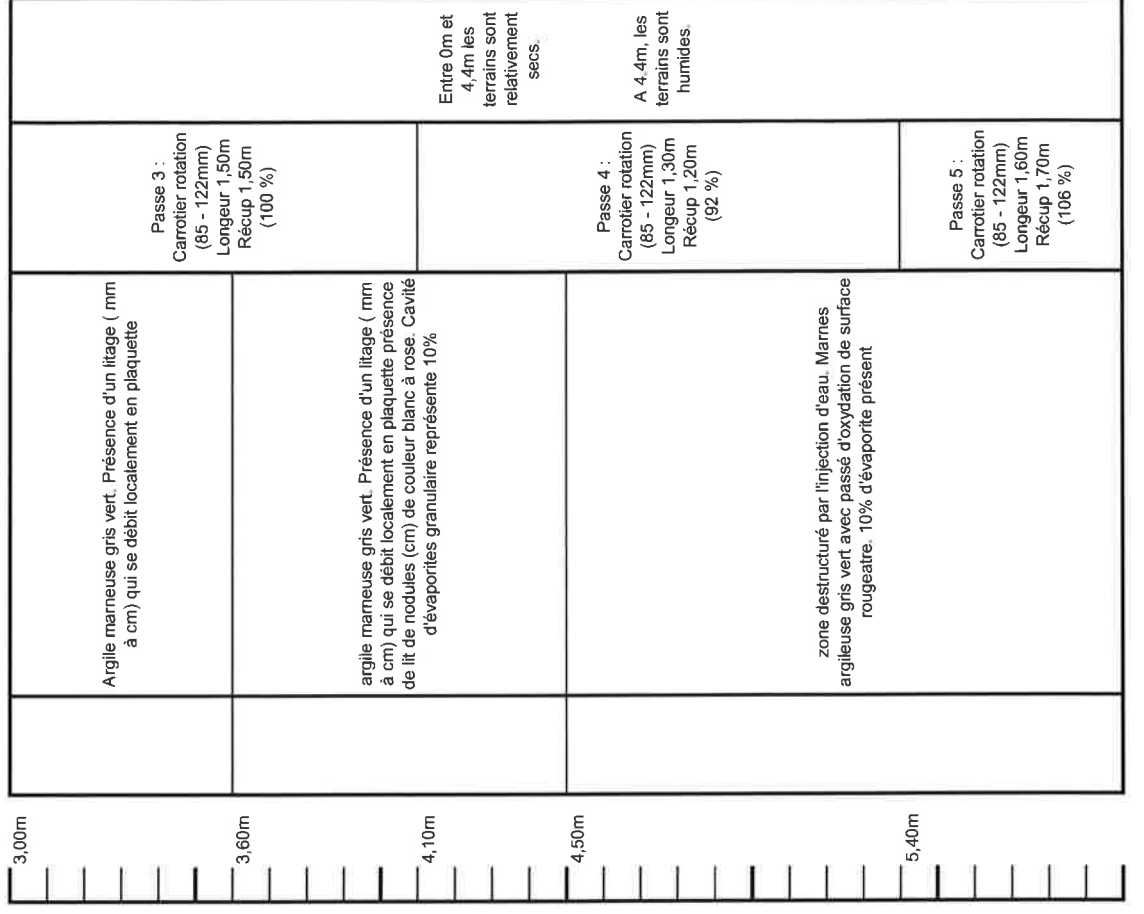 3,00m
3,60m
4,10m
4,50m
5,40m
Argile marneuse gris vert. Présence d'un litage ( mm
à cm) qui se débit localement en plaquette
argile marneuse gris vert. Présence d'un litage ( mm
à cm) qui se débit localement en plaquette présence
de lit de nodules (cm) de couleur blanc à rose. Cavité
d'évaporites granulaire représente 10%
zone destructuré par l'injection d'eau. Marnes
argileuse gris vert avec passé d'oxydation de surface
rougeatre. 10% d'évaporite présent
Passe 3 :
Carrotier rotation
(85 - 122mm)
Longeur 1,50m
Récup 1,50m
(100 %)
Passe 4 :
Carrotier rotation
(85 - 122mm)
Longeur 1,30m
Récup 1,20m
(92 %)
Passe 5 :
Carrotier rotation
(85 - 122mm)
Longeur 1,60m
Récup 1,70m
(106 %)
Entre 0m et
4,4m les
terrains sont
relativement
secs.
A 4.4m, les
terrains sont
humides.